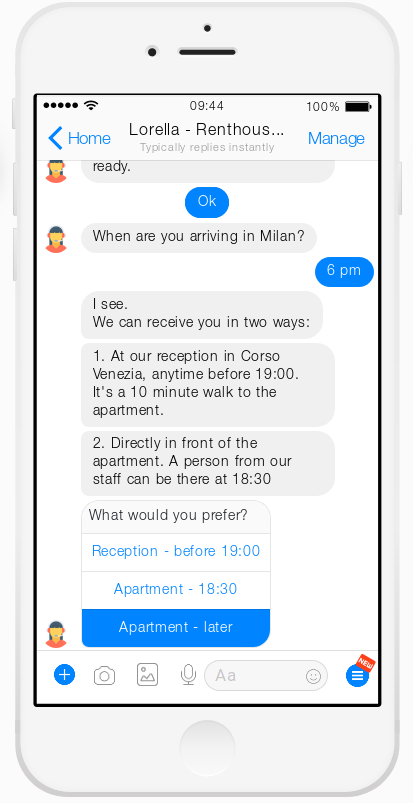 09:44
100%
Home
Lorella - Renthous...
Manage
Typically replies instantly
ready.
Ok
When are you arriving in Milan?
6 pm
I see.
We can receive you in two ways:
1. At our reception in Corso
Venezia, anytime before 19:00.
It's a 10 minute walk to the
apartment.
2. Directly in front of the
apartment. A person from our
staff can be there at 18:30
What would you prefer?
Reception - before 19:00
Apartment - 18:30
Apartment - later
Aa
NEW